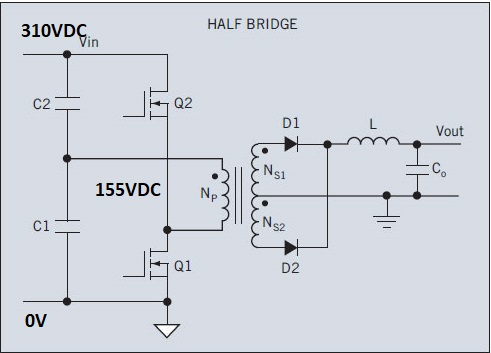 HALF BRIDGE
310VDC
Vin
C2
Q2
D1
L
Vout
155VDC
NP
NS1
Co
NS2
C1
Q1
D2
0V